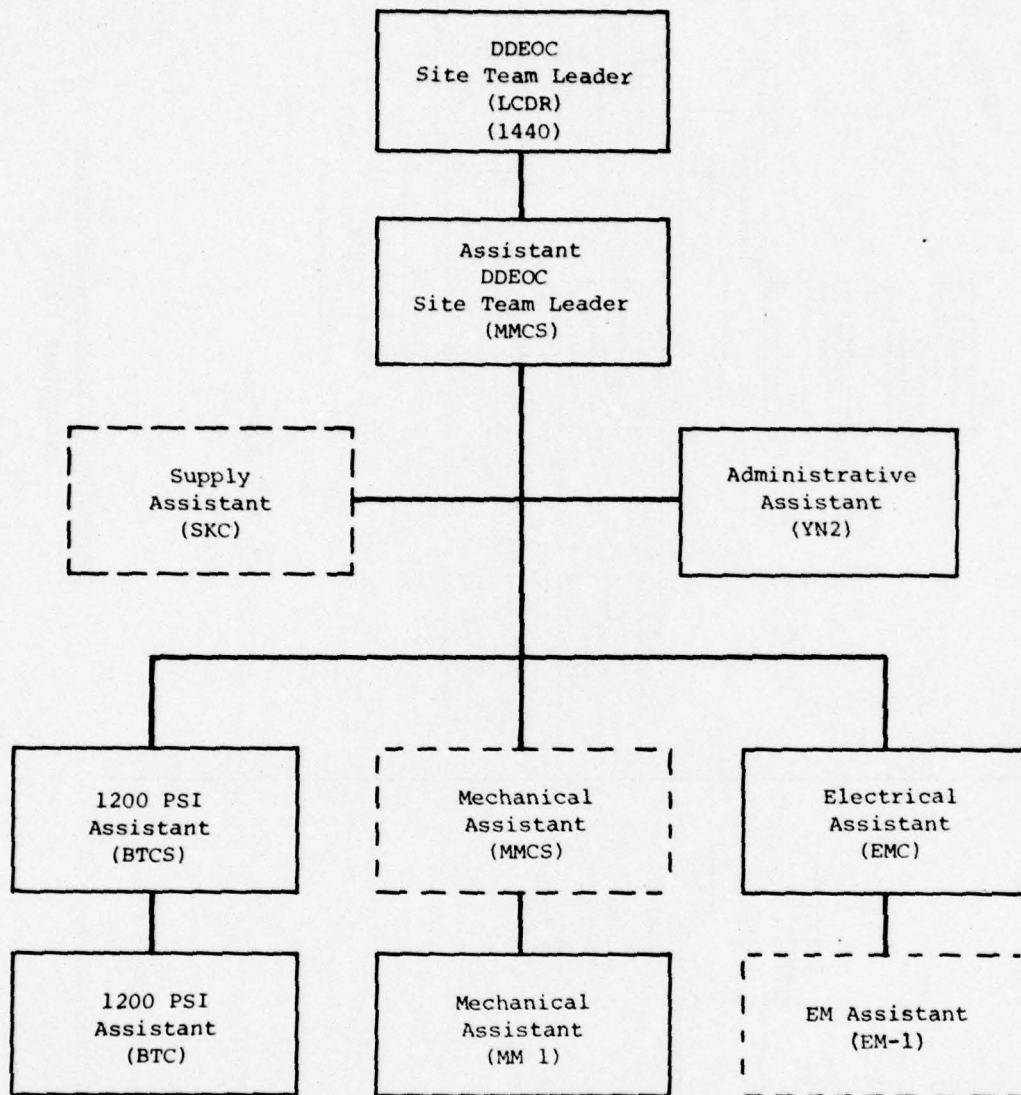 DDEOC
Site Team Leader
(LCDR)
(1440)
Assistant
DDEOC
Site Team Leader
(MMCS)
Supply
Assistant
(SKC)
Administrative
Assistant
(YN2)
1200 PSI
Assistant
(BTCS)
Mechanical
Assistant
(MMCS)
Electrical
Assistant
(EMC)
1200 PSI
Assistant
(BTC)
Mechanical
Assistant
(MM 1)
EM Assistant
(EM-1)